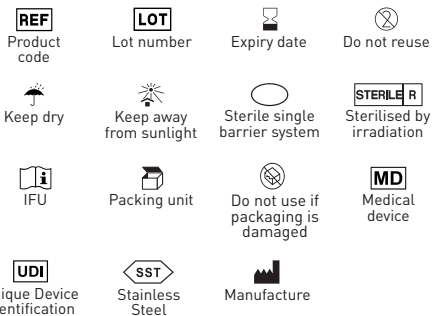 REF
LOT
Product
code
Lot number
Expiry date
Do not reuse
STERILE R
Keep dry
Keep away
from sunlight
Sterile single
barrier system
Sterilised by
irradiation
i
MD
IFU
Packing unit
Do not use if
packaging is
damaged
Medical
device
UDI
SST
ique Device
entification
Stainless
Steel
Manufacture